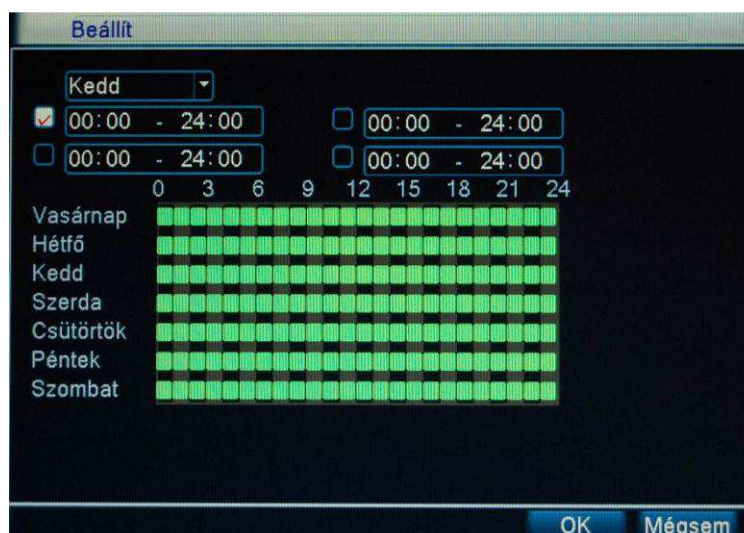 Beállít
Kedd
00:00 - 24:00 00:00 - 24:00
00:00 - 24:00 00:00 - 24:00
0 3 6 9 12 15 18 21 24
Vasárnap
Hétfő
Kedd
Szerda
Csütörtök
Péntek
Szombat
OK Mégsem